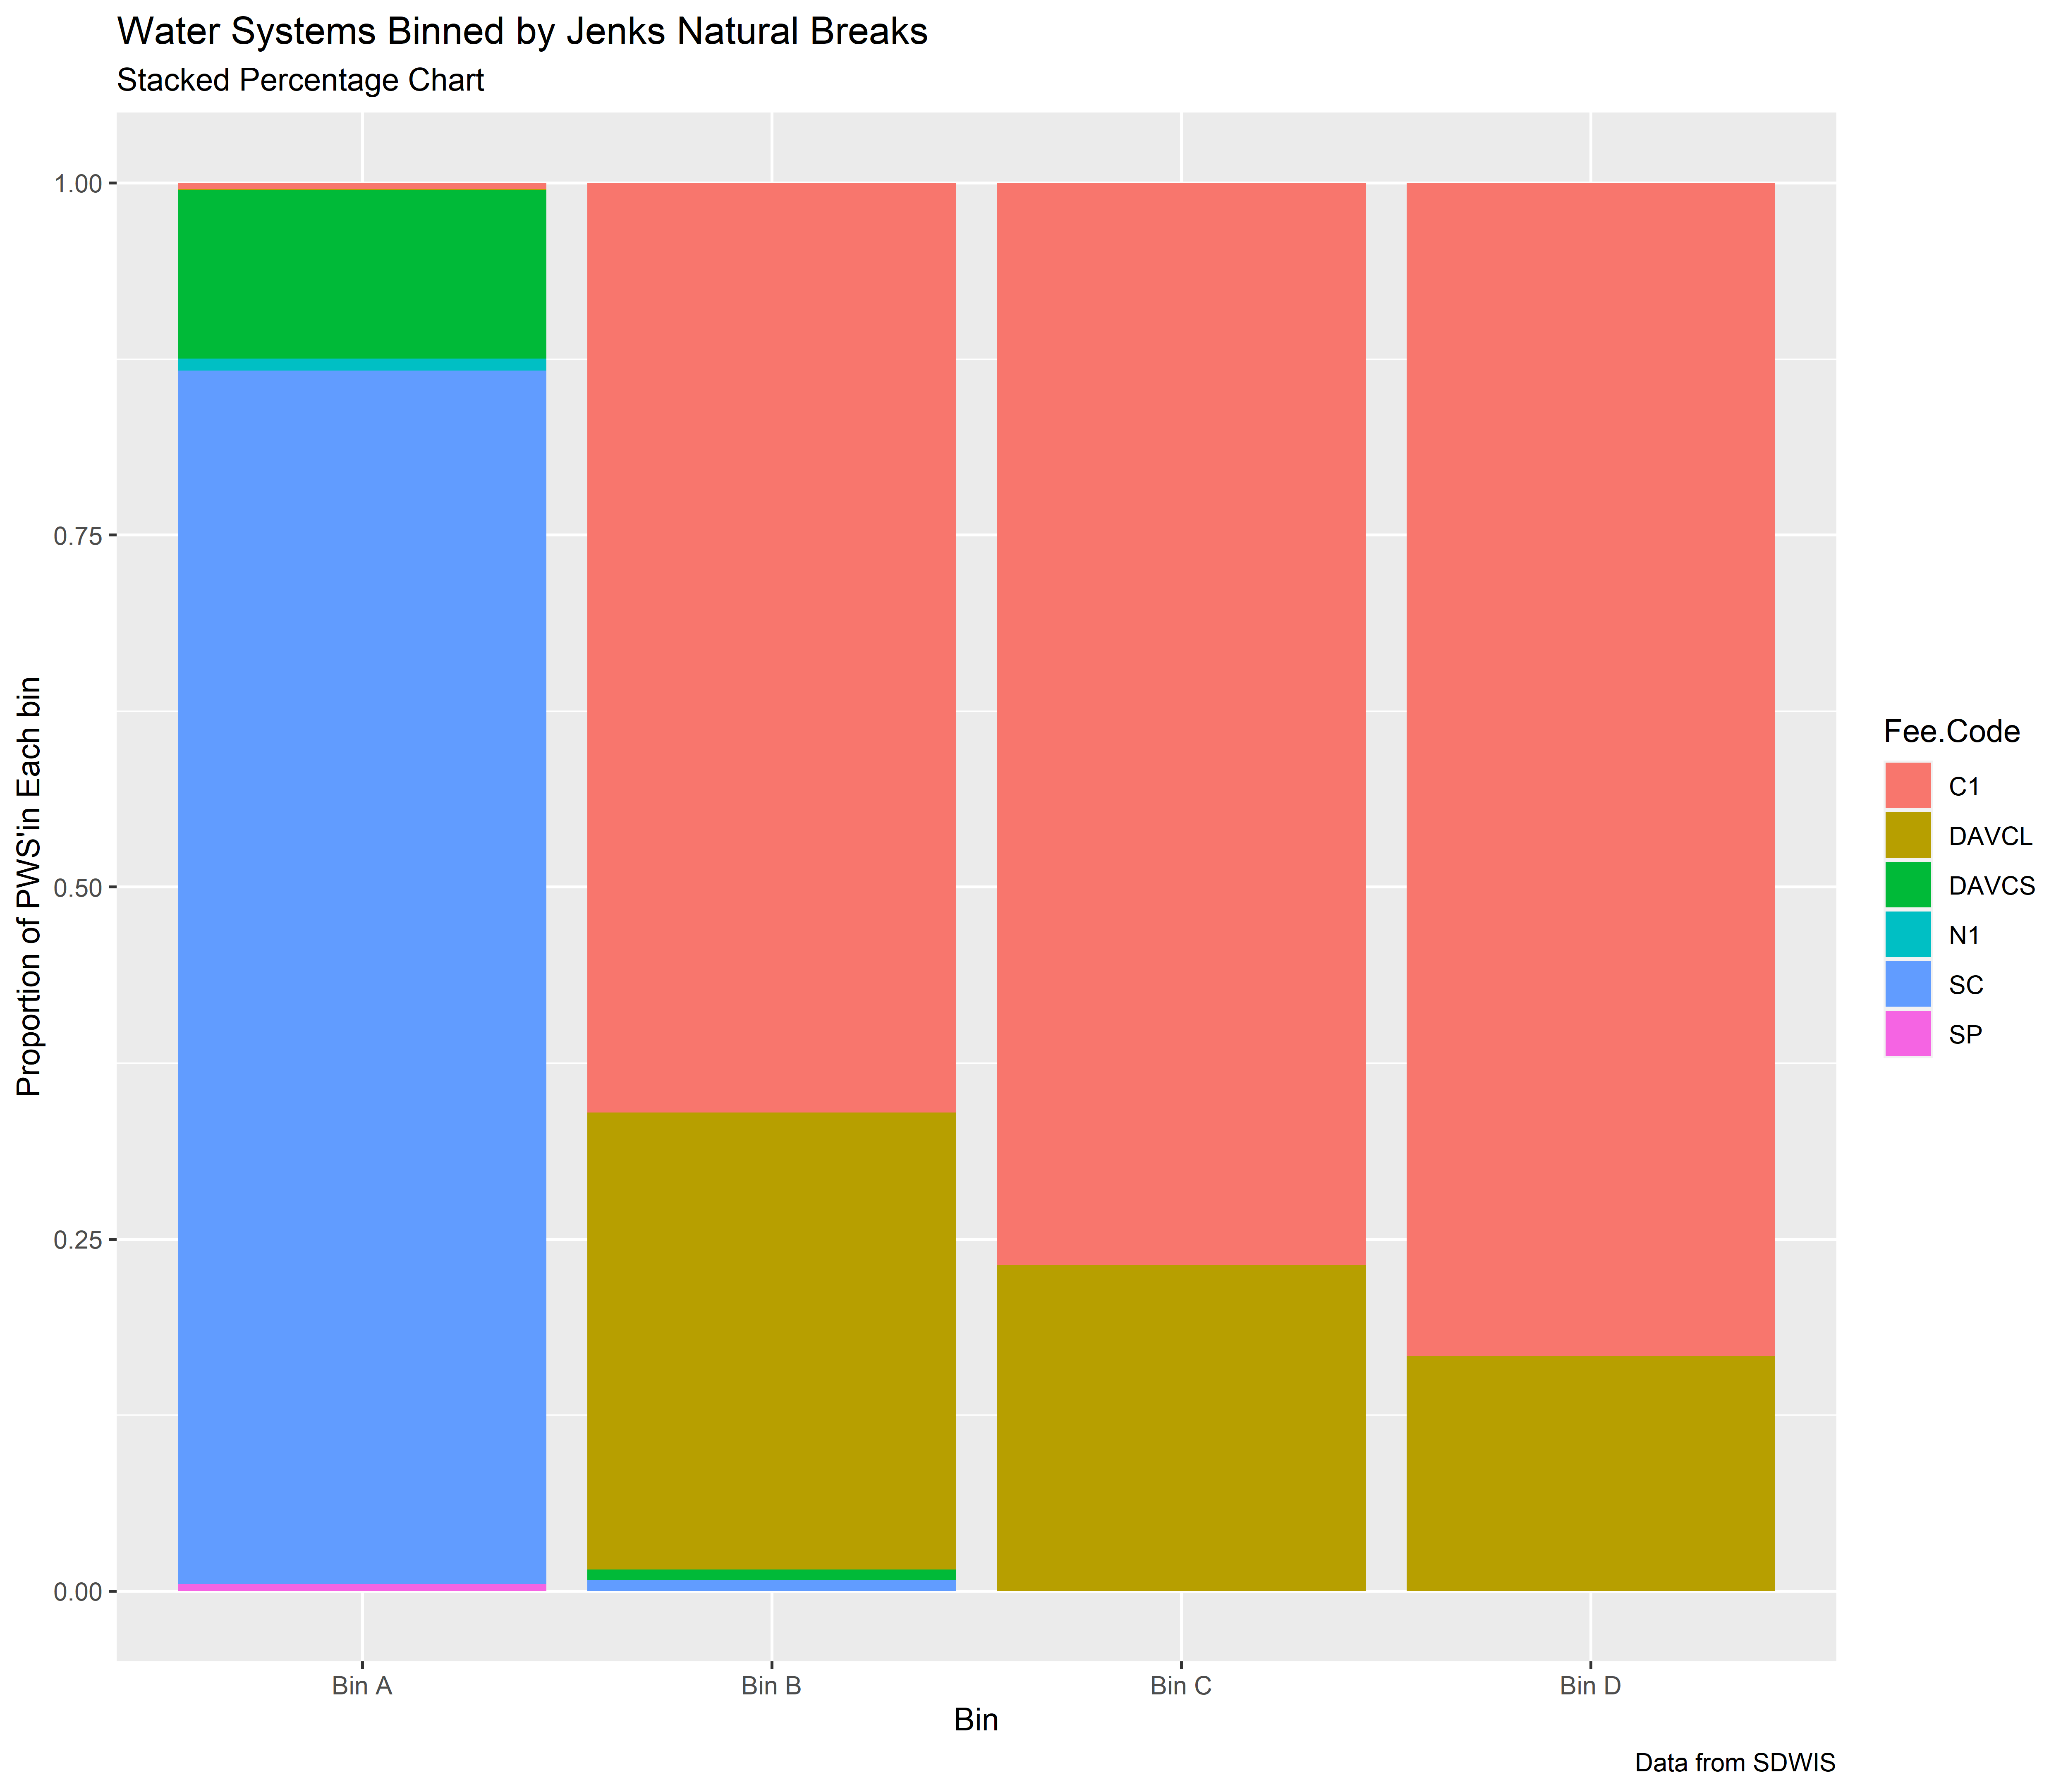 Water Systems Binned by Jenks Natural Breaks
Stacked Percentage Chart
Proportion of PWS'in Each bin
1.00
0.75
0.50
0.25
0.00
Bin A
Bin B
Bin C
Bin D
Bin
Fee.Code
C1
DAVCL
DAVCS
N1
SC
SP
Data from SDWIS